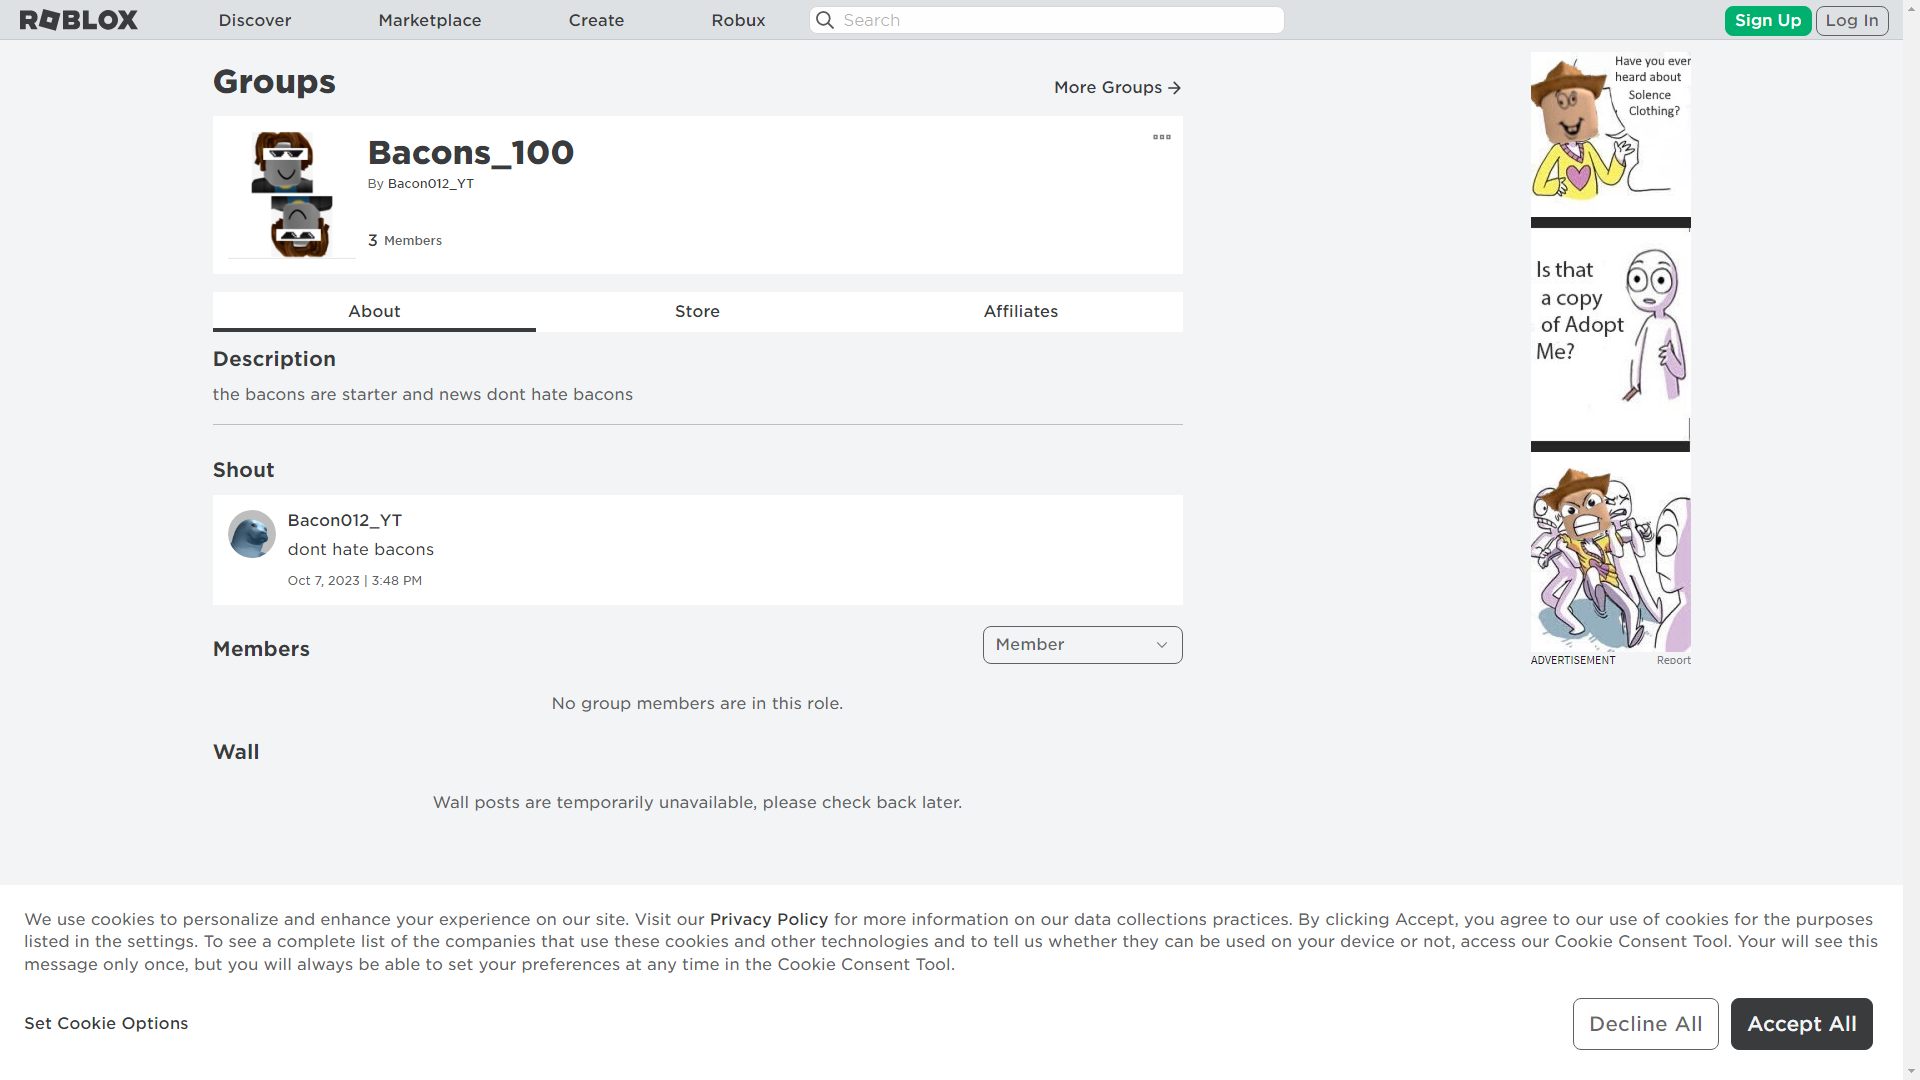 ROBLOX
Discover
Marketplace
Create
Robux
Search
Sign Up
Log In
Groups
More Groups
Bacons_100
By Bacon012_YT
3 Members
About
Store
Affiliates
Description
the bacons are starter and news dont hate bacons
Shout
Bacon012_YT
dont hate bacons
Oct 7, 2023 | 3:48 PM
Members
Member
No group members are in this role.
Wall
Wall posts are temporarily unavailable, please check back later.
Have you ever
heard about
Solence
Clothing?
Is that
a copy
of Adopt
Me?
ADVERTISEMENT
Report
We use cookies to personalize and enhance your experience on our site. Visit our Privacy Policy for more information on our data collections practices. By clicking Accept, you agree to our use of cookies for the purposes
listed in the settings. To see a complete list of the companies that use these cookies and other technologies and to tell us whether they can be used on your device or not, access our Cookie Consent Tool. Your will see this
message only once, but you will always be able to set your preferences at any time in the Cookie Consent Tool.
Set Cookie Options
Decline All
Accept All